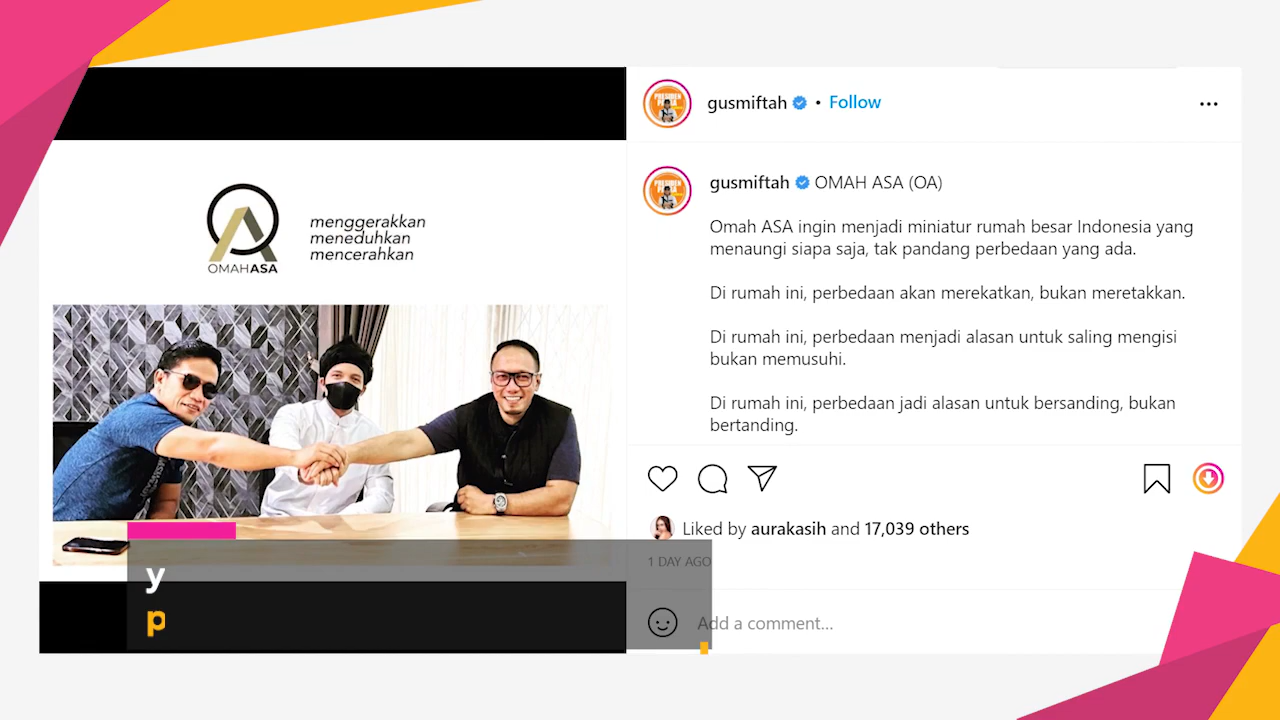 OMAHASA
menggerakkan
meneduhkan
mencerahkan
y
p
gusmiftah • Follow
gusmiftah OMAH ASA (OA)
Omah ASA ingin menjadi miniatur rumah besar Indonesia yang
menaungi siapa saja, tak pandang perbedaan yang ada.
Di rumah ini, perbedaan akan merekatkan, bukan meretakkan.
Di rumah ini, perbedaan menjadi alasan untuk saling mengisi
bukan memusuhi.
Di rumah ini, perbedaan jadi alasan untuk bersanding, bukan
bertanding.
Liked by aurakasih and 17,039 others
1 DAY AGO
Add a comment...